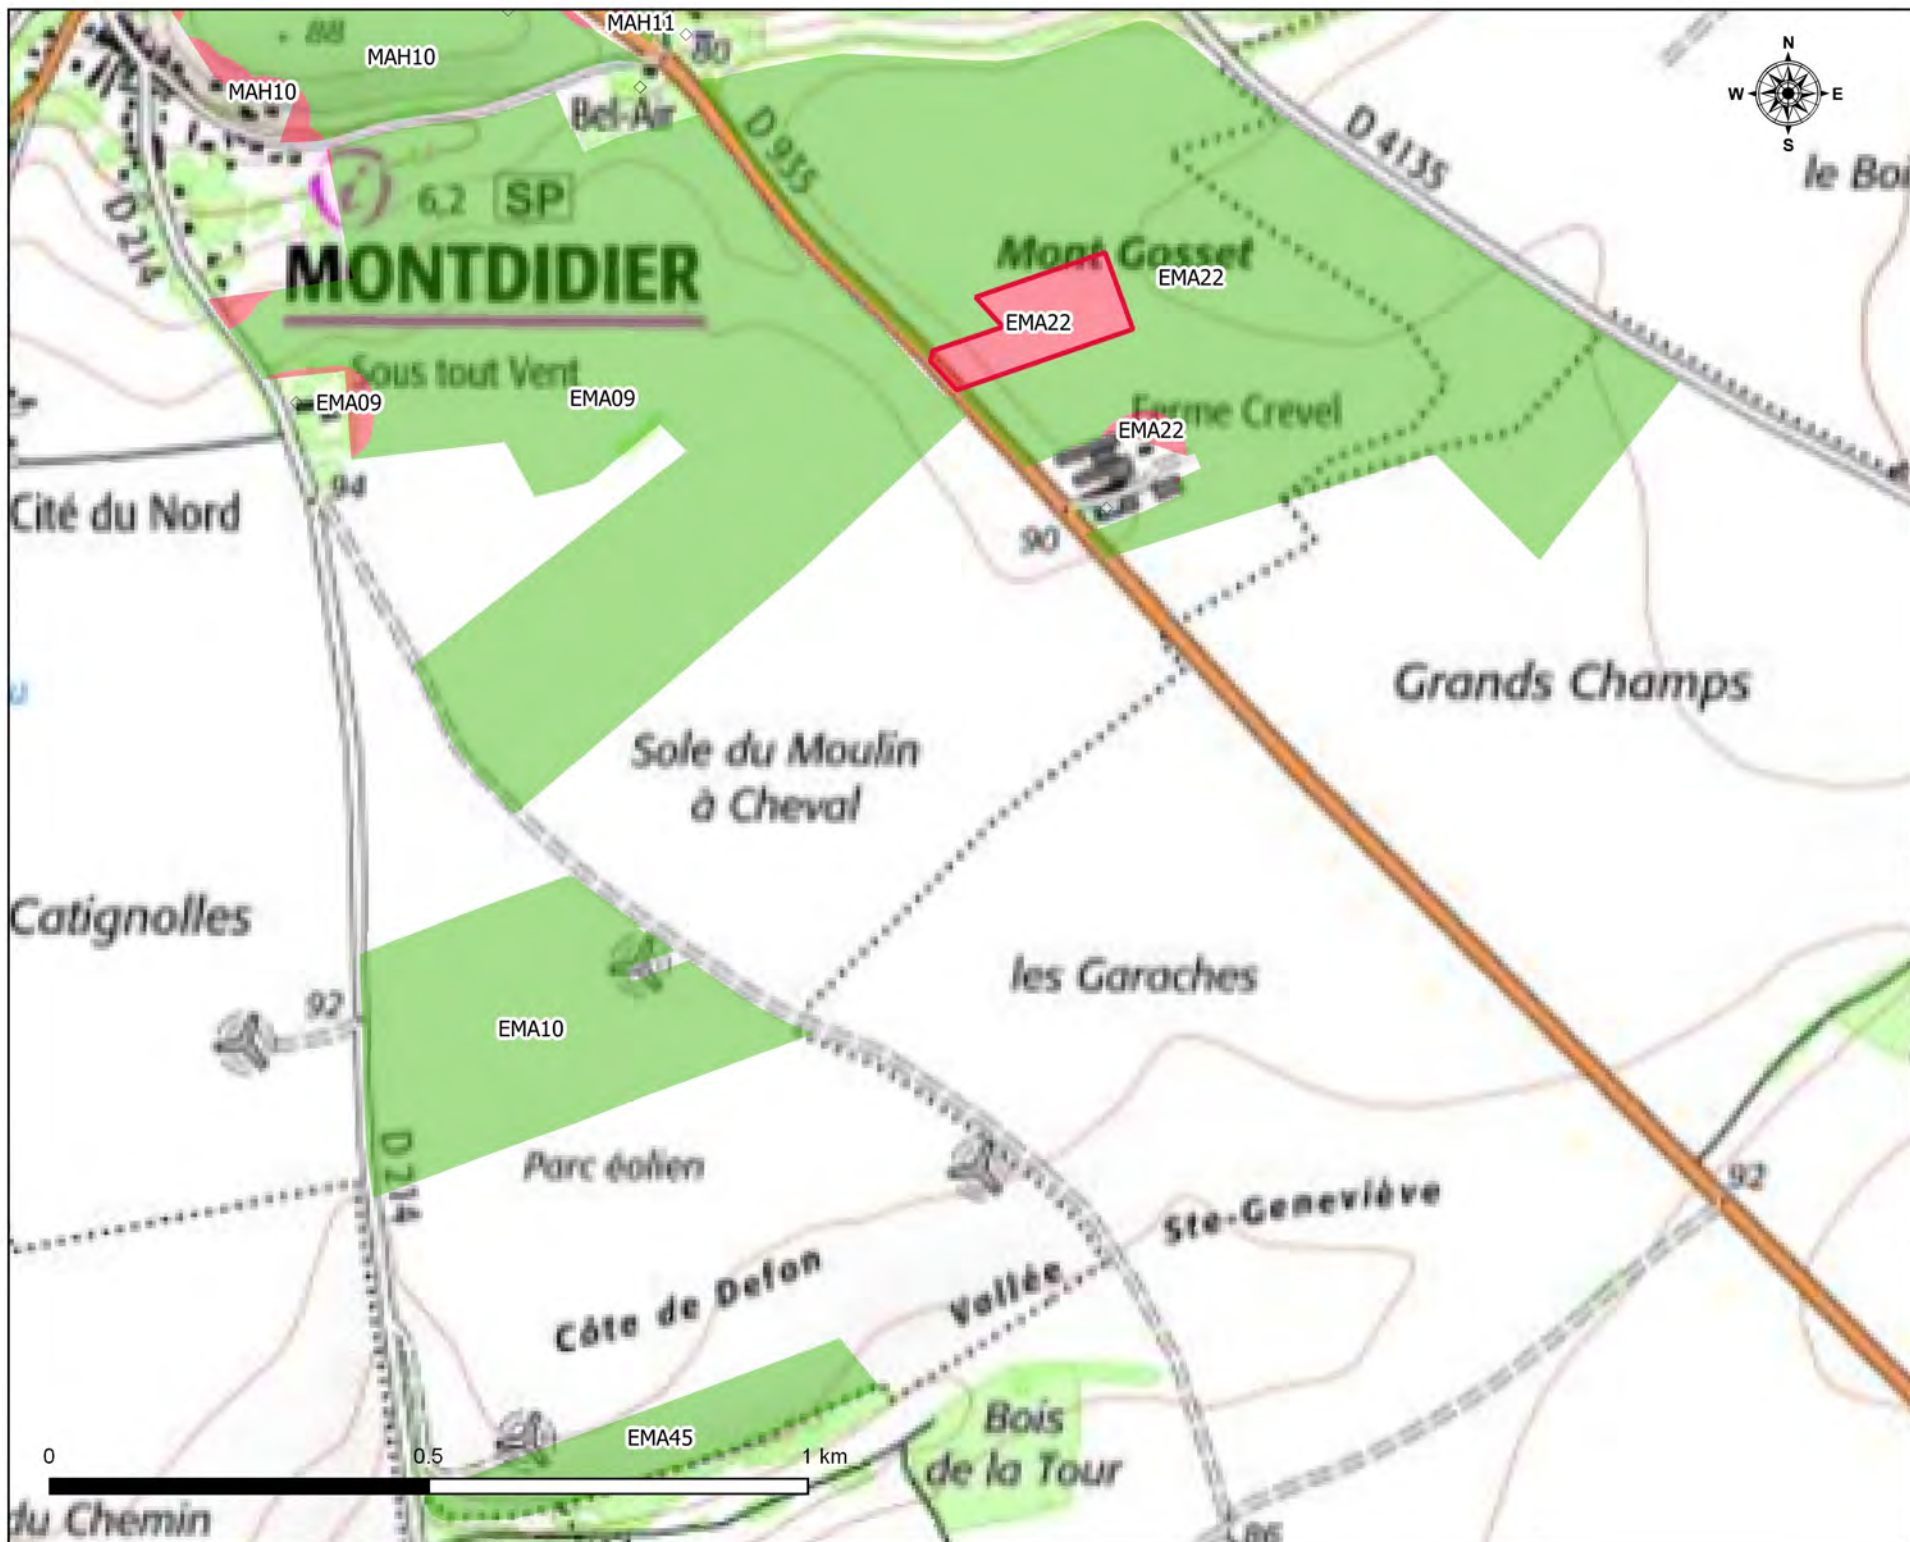 MAH11
88
MAH10
80
MAH10
Bel-Air
D 935
D 4135
N
W E
S
le Boi
6,2 SP
D 214
MONTDIDIER
Mont Gosset
EMA22
EMA22
Sous tout Vent
EMA09
EMA09
Ferme Crevel
EMA22
94
Cité du Nord
90
Grands Champs
Sole du Moulin
à Cheval
Catignolles
les Garaches
92
EMA10
D 214
Parc éolien
92
Ste-Geneviève
Côte de Defon
Vallée
Bois
de la Tour
EMA45
0 0.5 1 km
du Chemin
86